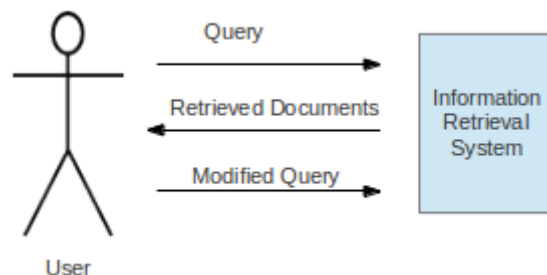 Query
Retrieved Documents
Modified Query
Information
Retrieval
System
User